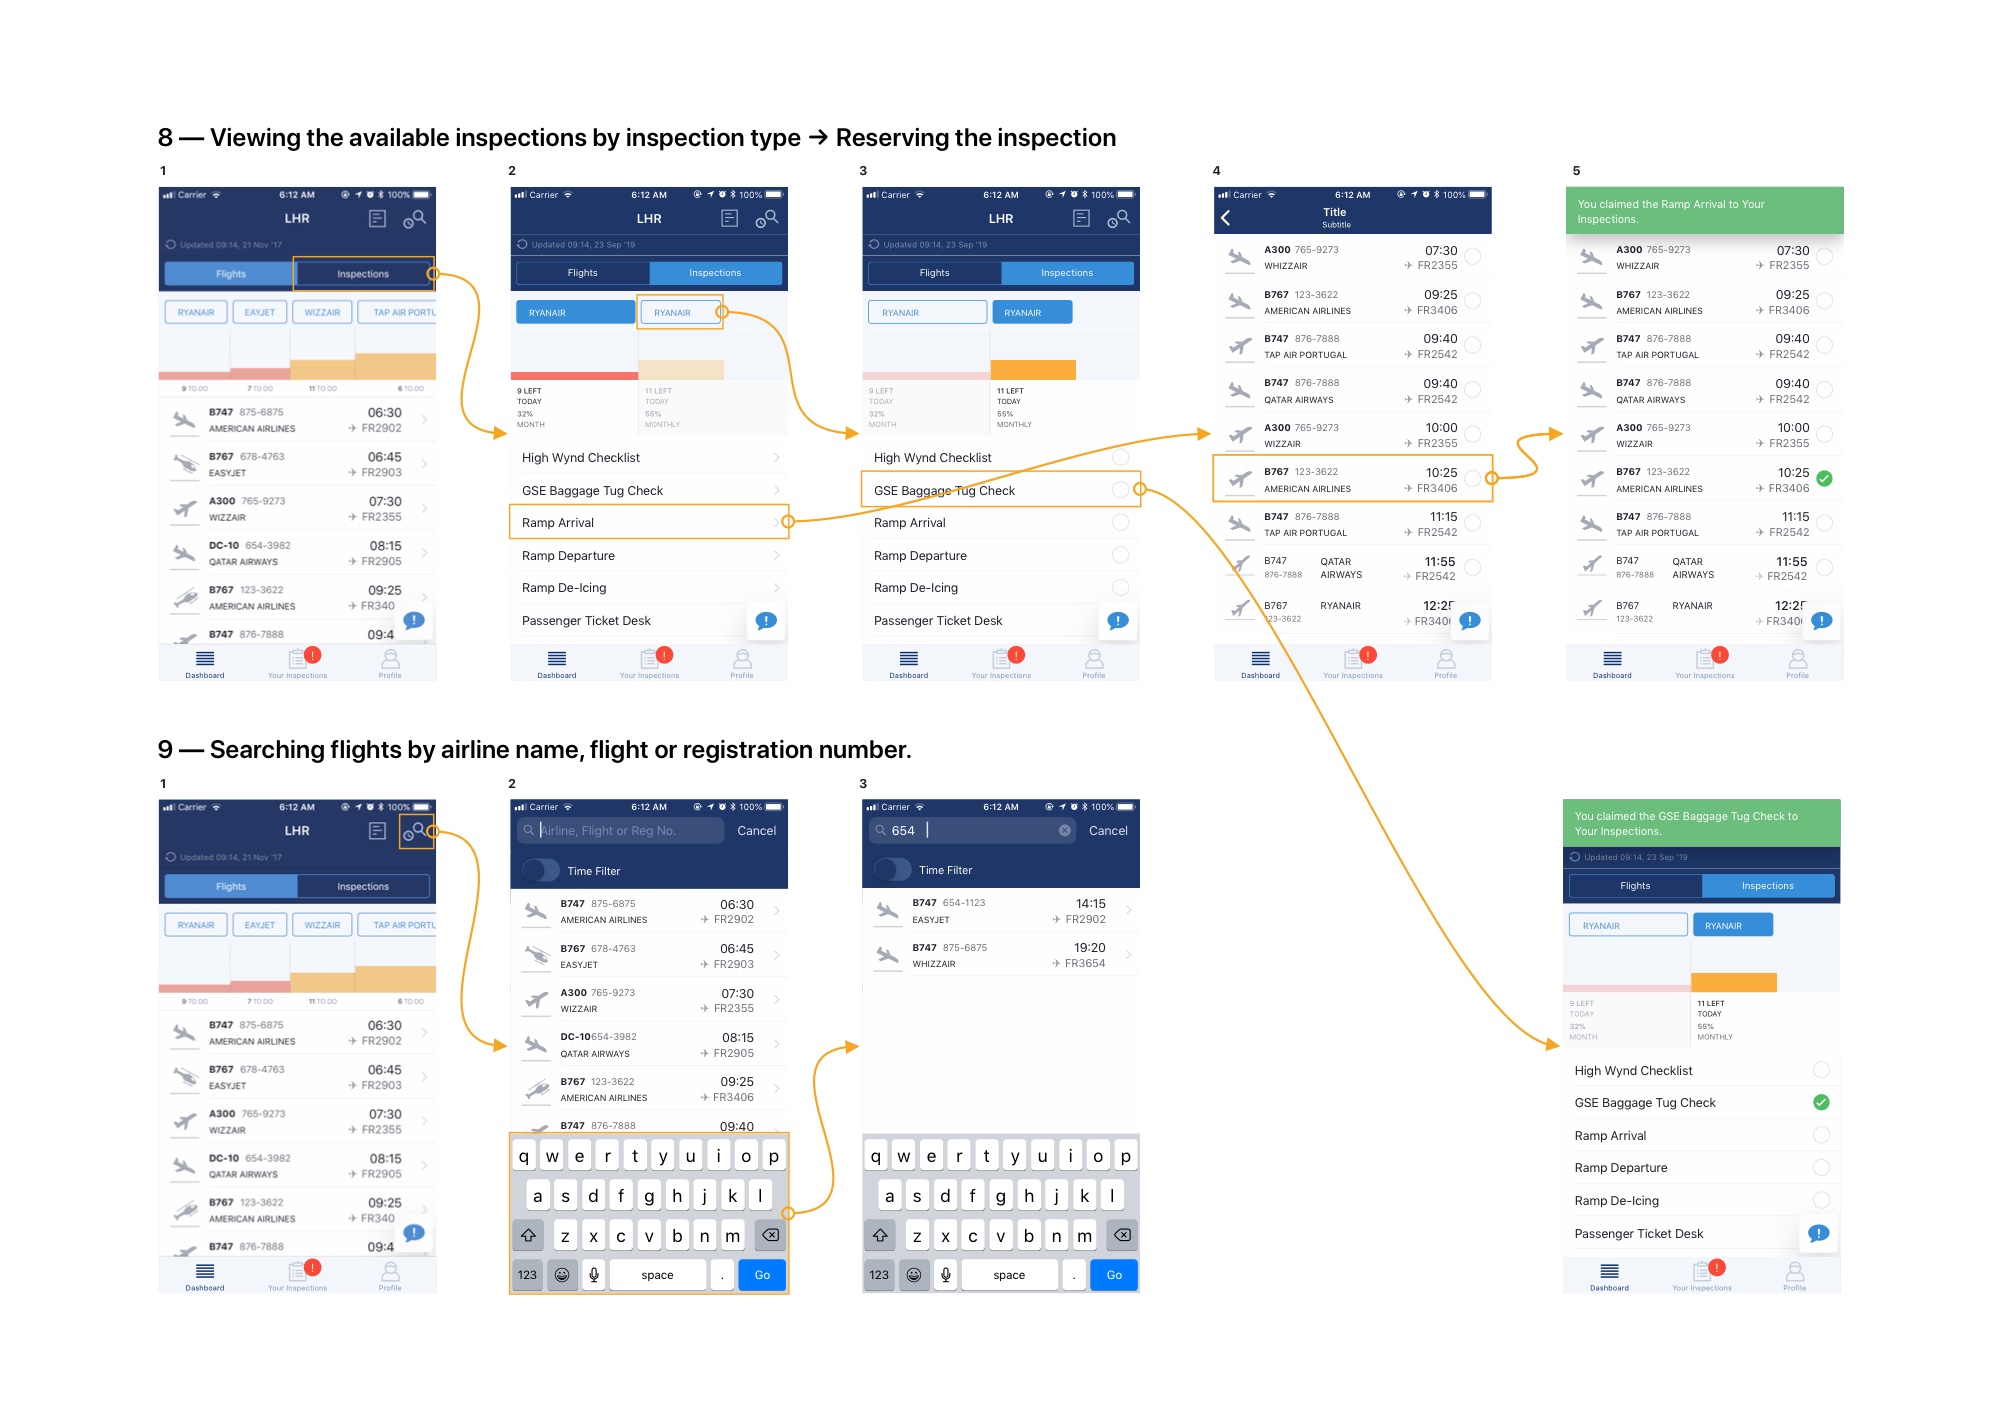 8 — Viewing the available inspections by inspection type → Reserving the inspection
1
Carrier 6:12 AM 100%
LHR
Updated 09:14, 21 Nov '17
Flights Inspections
RYANAIR EAYJET WIZZAIR TAP AIR PORTU
9 TO DO 7 TO DO 11 TO DO 6 TO DO
B747 875-6875 06:30
AMERICAN AIRLINES FR2902
B767 678-4763 06:45
EASYJET FR2903
A300 765-9273 07:30
WIZZAIR FR2355
DC-10 654-3982 08:15
QATAR AIRWAYS FR2905
B767 123-3622 09:25
AMERICAN AIRLINES FR340
B747 876-7888 09:4
Dashboard Your Inspections Profile
2
Carrier 6:12 AM 100%
LHR
Updated 09:14, 23 Sep '19
Flights Inspections
RYANAIR RYANAIR
9 LEFT 11 LEFT
TODAY TODAY
32% 55%
MONTH MONTHLY
High Wynd Checklist
GSE Baggage Tug Check
Ramp Arrival
Ramp Departure
Ramp De-Icing
Passenger Ticket Desk
Dashboard Your Inspections Profile
3
Carrier 6:12 AM 100%
LHR
Updated 09:14, 23 Sep '19
Flights Inspections
RYANAIR RYANAIR
9 LEFT 11 LEFT
TODAY TODAY
32% 55%
MONTH MONTHLY
High Wynd Checklist
GSE Baggage Tug Check
Ramp Arrival
Ramp Departure
Ramp De-Icing
Passenger Ticket Desk
Dashboard Your Inspections Profile
4
Carrier 6:12 AM 100%
Title
Subtitle
A300 765-9273 07:30
WHIZZAIR FR2355
B767 123-3622 09:25
AMERICAN AIRLINES FR3406
B747 876-7888 09:40
TAP AIR PORTUGAL FR2542
B747 876-7888 09:40
QATAR AIRWAYS FR2542
A300 765-9273 10:00
WIZZAIR FR2355
B767 123-3622 10:25
AMERICAN AIRLINES FR3406
B747 876-7888 11:15
TAP AIR PORTUGAL FR2542
B747 QATAR 11:55
876-7888 AIRWAYS FR2542
B767 RYANAIR 12:25
123-3622 FR340
Dashboard Your Inspections Profile
5
You claimed the Ramp Arrival to Your
Inspections.
A300 765-9273 07:30
WHIZZAIR FR2355
B767 123-3622 09:25
AMERICAN AIRLINES FR3406
B747 876-7888 09:40
TAP AIR PORTUGAL FR2542
B747 876-7888 09:40
QATAR AIRWAYS FR2542
A300 765-9273 10:00
WIZZAIR FR2355
B767 123-3622 10:25
AMERICAN AIRLINES FR3406
B747 876-7888 11:15
TAP AIR PORTUGAL FR2542
B747 QATAR 11:55
876-7888 AIRWAYS FR2542
B767 RYANAIR 12:25
123-3622 FR340
Dashboard Your Inspections Profile
9 — Searching flights by airline name, flight or registration number.
1
Carrier 6:12 AM 100%
LHR
Updated 09:14, 21 Nov '17
Flights Inspections
RYANAIR EAYJET WIZZAIR TAP AIR PORTU
9 TO DO 7 TO DO 11 TO DO 6 TO DO
B747 875-6875 06:30
AMERICAN AIRLINES FR2902
B767 678-4763 06:45
EASYJET FR2903
A300 765-9273 07:30
WIZZAIR FR2355
DC-10 654-3982 08:15
QATAR AIRWAYS FR2905
B767 123-3622 09:25
AMERICAN AIRLINES FR340
B747 876-7888 09:4
Dashboard Your Inspections Profile
2
Carrier 6:12 AM 100%
Airline, Flight or Reg No. Cancel
Time Filter
B747 875-6875 06:30
AMERICAN AIRLINES FR2902
B767 678-4763 06:45
EASYJET FR2903
A300 765-9273 07:30
WIZZAIR FR2355
DC-10 654-3982 08:15
QATAR AIRWAYS FR2905
B767 123-3622 09:25
AMERICAN AIRLINES FR3406
B747 876-7888 09:40
q w e r t y u i o p
a s d f g h j k l
z x c v b n m
123 space . Go
3
Carrier 6:12 AM 100%
654 Cancel
Time Filter
B747 654-1123 14:15
EASYJET FR2902
B747 875-6875 19:20
WHIZZAIR FR3654
q w e r t y u i o p
a s d f g h j k l
z x c v b n m
123 space . Go
You claimed the GSE Baggage Tug Check to
Your Inspections.
Updated 09:14, 23 Sep '19
Flights Inspections
RYANAIR RYANAIR
9 LEFT 11 LEFT
TODAY TODAY
32% 55%
MONTH MONTHLY
High Wynd Checklist
GSE Baggage Tug Check
Ramp Arrival
Ramp Departure
Ramp De-Icing
Passenger Ticket Desk
Dashboard Your Inspections Profile